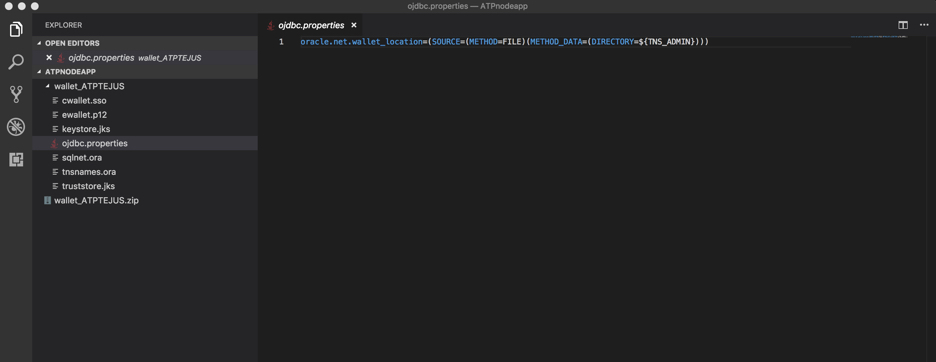 ojdbc.properties — ATPnodeapp
EXPLORER
OPEN EDITORS
ojdbc.properties wallet_ATPTEJUS
ATPNODEAPP
wallet_ATPTEJUS
cwallet.sso
ewallet.p12
keystore.jks
ojdbc.properties
sqlnet.ora
tnsnames.ora
truststore.jks
wallet_ATPTEJUS.zip
ojdbc.properties
1 oracle.net.wallet_location=(SOURCE=(METHOD=FILE)(METHOD_DATA=(DIRECTORY=${TNS_ADMIN})))